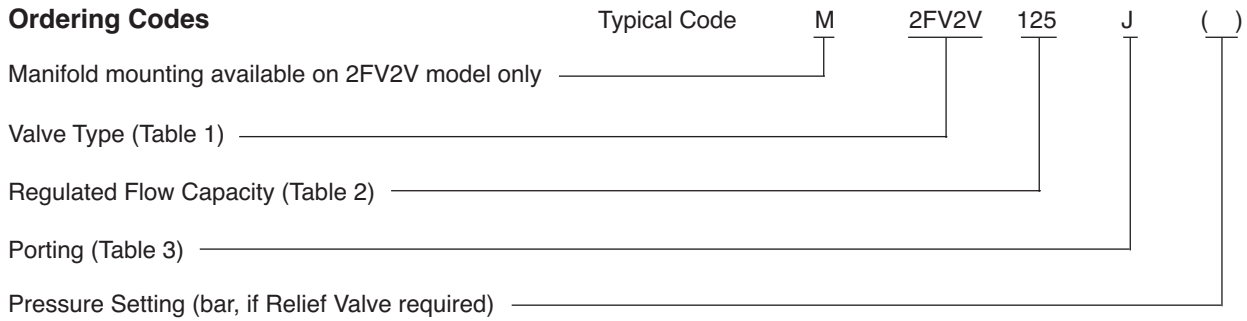 Ordering Codes Typical Code M 2FV2V 125 J ( )
Manifold mounting available on 2FV2V model only
Valve Type (Table 1)
Regulated Flow Capacity (Table 2)
Porting (Table 3)
Pressure Setting (bar, if Relief Valve required)